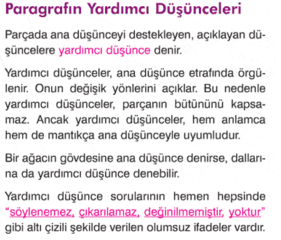 Paragrafın Yardımcı Düşünceleri
Parçada ana düşünceyi destekleyen, açıklayan dü-
şüncelere yardımcı düşünce denir.
Yardımcı düşünceler, ana düşünce etrafında örgü-
lenir. Onun değişik yönlerini açıklar. Bu nedenle
yardımcı düşünceler, parçanın bütününü kapsa-
maz. Ancak yardımcı düşünceler, hem anlamca
hem de mantıkça ana düşünceyle uyumludur.
Bir ağacın gövdesine ana düşünce denirse, dalları-
na da yardımcı düşünce denebilir.
Yardımcı düşünce sorularının hemen hepsinde
“söylenemez, çıkarılamaz, değinilmemiştir, yoktur”
gibi altı çizili şekilde verilen olumsuz ifadeler vardır.